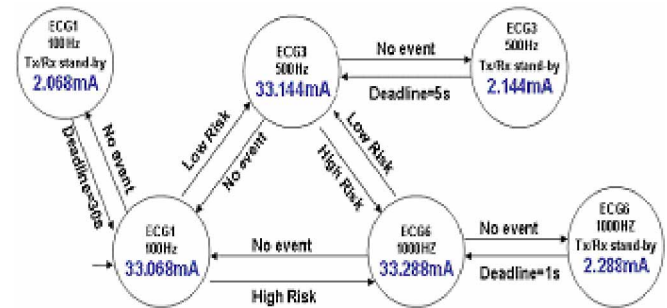 ECG1
100Hz
Tx/Rx stand-by
2.068mA
ECG3
500Hz
33.144mA
No event
Deadline=5s
ECG3
500Hz
Tx/Rx stand-by
2.144mA
Deadline=30s
No event
Low Risk
No event
High Risk
Low Risk
ECG1
100Hz
33.068mA
No event
High Risk
ECG6
1000HZ
33.288mA
No event
Deadline=1s
ECG6
1000HZ
Tx/Rx stand-by
2.288mA